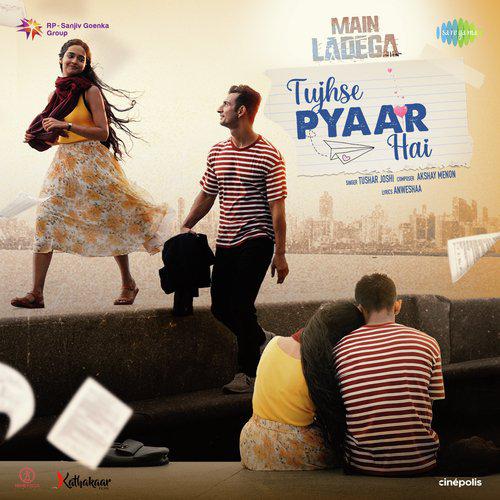 RP - Sanjiv Goenka
Group
MAIN
LADEGA
saregama
Tujhse
PYAAR
Hai
SINGER TUSHAR JOSHI COMPOSER AKSHAY MENON
LYRICS ANWESHAA
Kathakaar
cinépolis